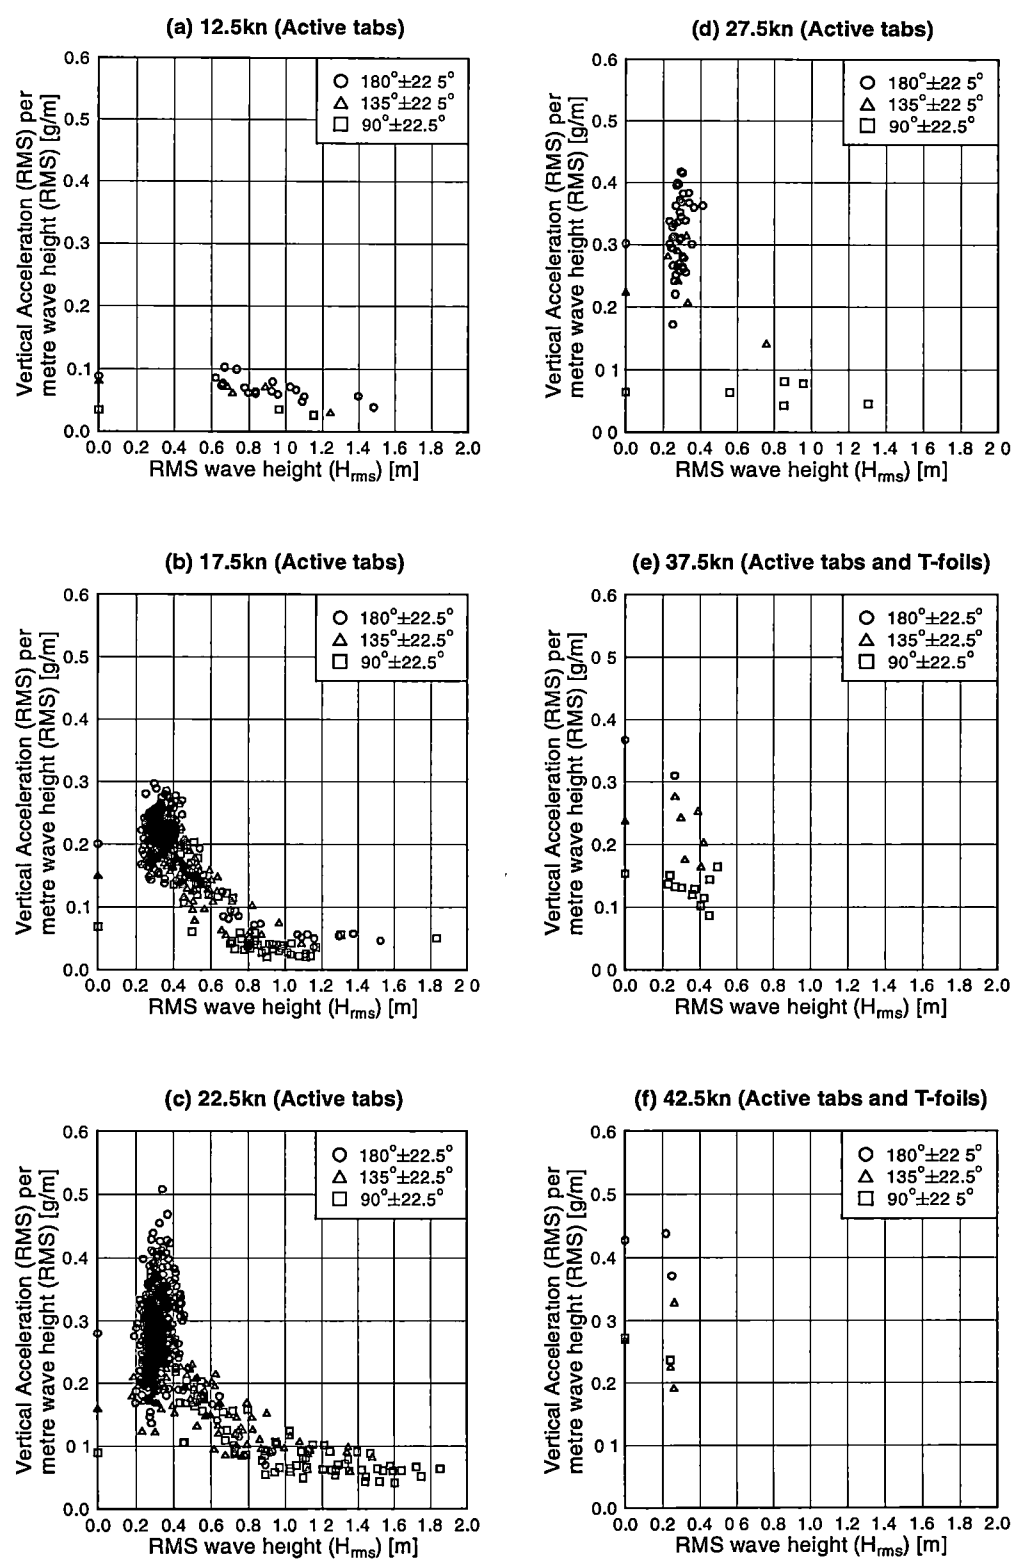 (a) 12.5kn (Active tabs)
Vertical Acceleration (RMS) per
metre wave height (RMS) [g/m]
0.6
0.5
0.4
0.3
0.2
0.1
0.0
180°±22 5°
135°±22 5°
90°±22.5°
0.0 0.2 0.4 0.6 0.8 1.0 1.2 1.4 1.6 1.8 2.0
RMS wave height (Hrms) [m]
(d) 27.5kn (Active tabs)
Vertical Acceleration (RMS) per
metre wave height (RMS) [g/m]
0.6
0.5
0.4
0.3
0.2
0.1
0 0
180°±22 5°
135°±22 5°
90°±22.5°
0.0 0.2 0.4 0.6 0.8 1.0 1 2 1.4 1 6 1.8 2 0
RMS wave height (Hrms) [m]
(b) 17.5kn (Active tabs)
Vertical Acceleration (RMS) per
metre wave height (RMS) [g/m]
0.6
0.5
0.4
0.3
0.2
0.1
0.0
180°±22.5°
135°±22.5°
90°±22.5°
0.0 0.2 0.4 0.6 0.8 1.0 1.2 1.4 1.6 1.8 2 0
RMS wave height (Hrms) [m]
(e) 37.5kn (Active tabs and T-foils)
Vertical Acceleration (RMS) per
metre wave height (RMS) [g/m]
0.6
0 5
0.4
0.3
0.2
0.1
0 0
180°±22.5°
135°±22.5°
90°±22.5°
0.0 0.2 0.4 0.6 0.8 1.0 1.2 1.4 1.6 1.8 2.0
RMS wave height (Hrms) [m]
(c) 22.5kn (Active tabs)
Vertical Acceleration (RMS) per
metre wave height (RMS) [g/m]
0.6
0.5
0.4
0.3
0.2
0.1
0.0
180°±22.5°
135°±22.5°
90°±22.5°
0.0 0.2 0.4 0.6 0.8 1.0 1.2 1.4 1.6 1.8 2.0
RMS wave height (Hrms) [m]
(f) 42.5kn (Active tabs and T-foils)
Vertical Acceleration (RMS) per
metre wave height (RMS) [g/m]
0.6
0.5
0.4
0.3
0.2
0 1
0.0
180°±22 5°
135°±22.5°
90°±22 5°
0.0 0.2 0.4 0.6 0.8 1.0 1.2 1.4 1.6 1.8 2.0
RMS wave height (Hrms) [m]